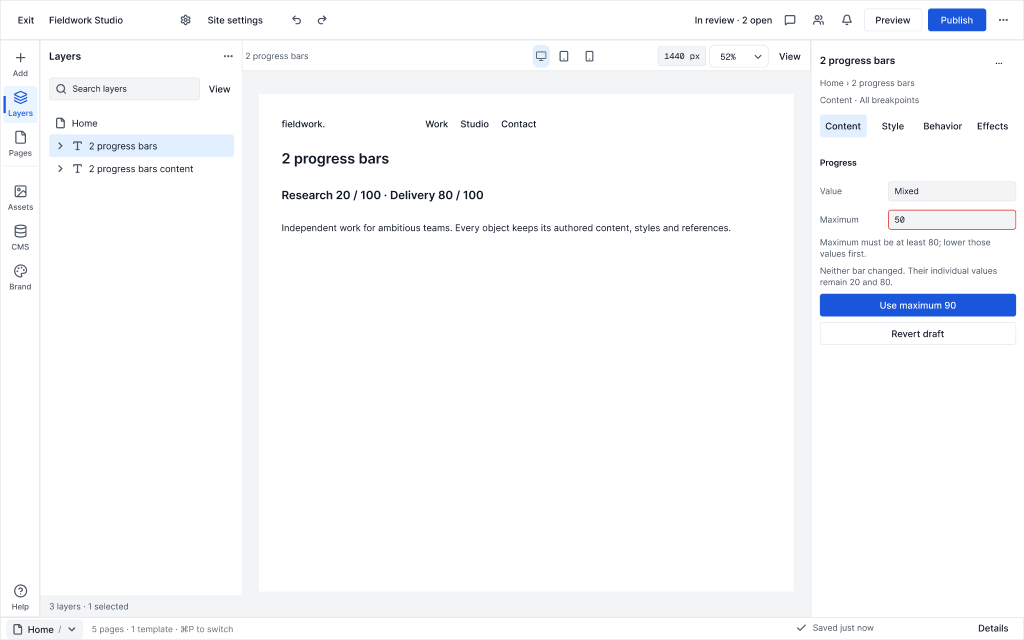 Exit
Fieldwork Studio
Site settings
In review · 2 open
Preview
Publish
Add
Layers
Pages
Assets
CMS
Brand
Help
Layers
Search layers
View
Home
2 progress bars
2 progress bars content
3 layers · 1 selected
2 progress bars
1440 px
52%
View
fieldwork.
Work
Studio
Contact
2 progress bars
Research 20 / 100 · Delivery 80 / 100
Independent work for ambitious teams. Every object keeps its authored content, styles and references.
2 progress bars
Home › 2 progress bars
Content · All breakpoints
Content
Style
Behavior
Effects
Progress
Value
Mixed
Maximum
50
Maximum must be at least 80; lower those
values first.
Neither bar changed. Their individual values
remain 20 and 80.
Use maximum 90
Revert draft
Home /
5 pages · 1 template · ⌘P to switch
Saved just now
Details